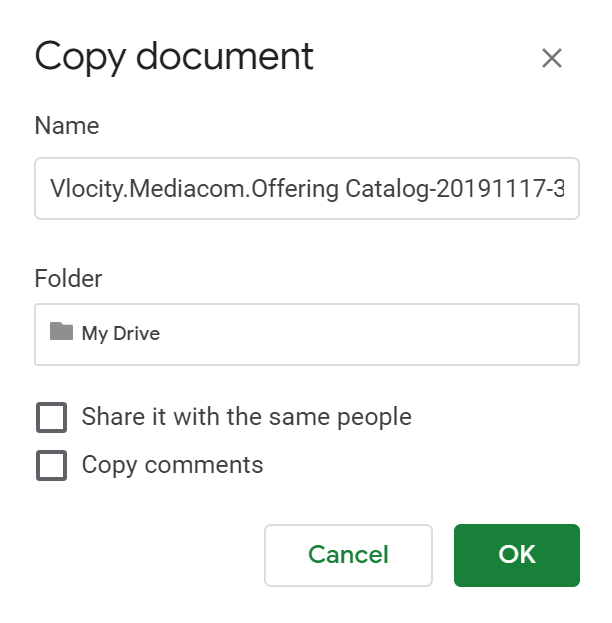 Copy document
Name
Vlocity.Mediacom.Offering Catalog-20191117-3
Folder
My Drive
Share it with the same people
Copy comments
Cancel
OK